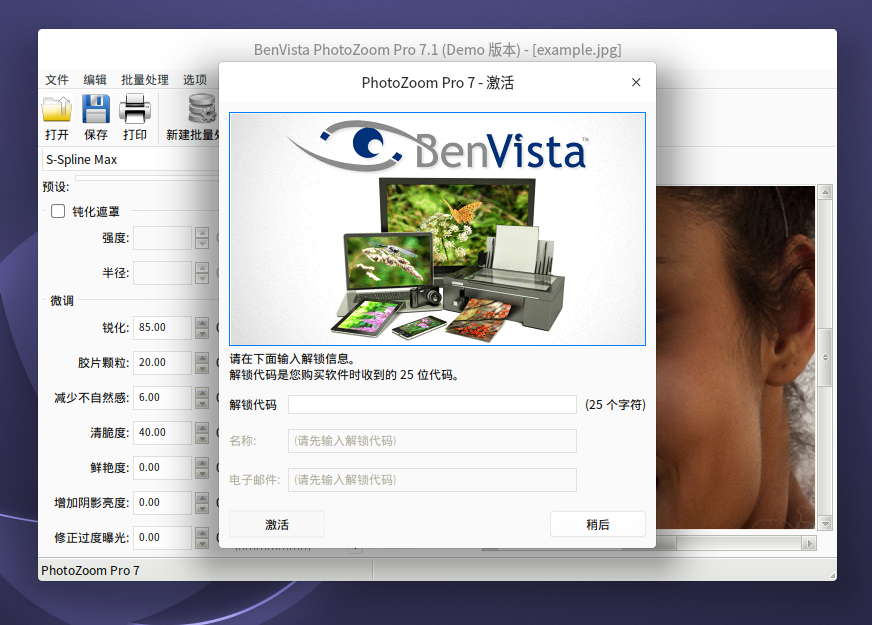 BenVista PhotoZoom Pro 7.1 (Demo 版本) - [example.jpg]
文件 编辑 批量处理 选项
打开 保存 打印 新建批量
S-Spline Max
预设:
钝化遮罩
强度:
半径:
微调
锐化: 85.00
胶片颗粒: 20.00
减少不自然感: 6.00
清脆度: 40.00
鲜艳度: 0.00
增加阴影亮度: 0.00
修正过度曝光: 0.00
PhotoZoom Pro 7
PhotoZoom Pro 7 - 激活
BenVista™
请在下面输入解锁信息。
解锁代码是您购买软件时收到的 25 位代码。
解锁代码 (25 个字符)
名称: (请先输入解锁代码)
电子邮件: (请先输入解锁代码)
激活 稍后